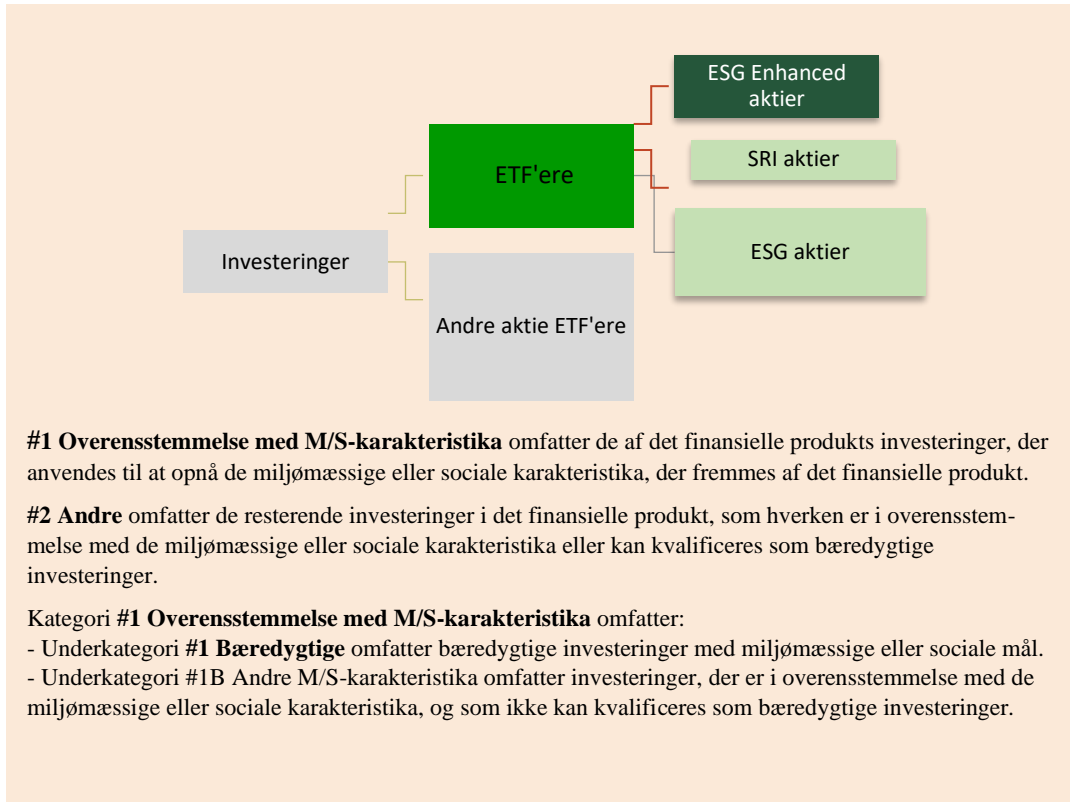 ESG Enhanced
aktier
ETF'ere
SRI aktier
Investeringer
ESG aktier
Andre aktie ETF'ere
#1 Overensstemmelse med M/S-karakteristika omfatter de af det finansielle produkts investeringer, der
anvendes til at opnå de miljømæssige eller sociale karakteristika, der fremmes af det finansielle produkt.
#2 Andre omfatter de resterende investeringer i det finansielle produkt, som hverken er i overensstem-
melse med de miljømæssige eller sociale karakteristika eller kan kvalificeres som bæredygtige
investeringer.
Kategori #1 Overensstemmelse med M/S-karakteristika omfatter:
- Underkategori #1 Bæredygtige omfatter bæredygtige investeringer med miljømæssige eller sociale mål.
- Underkategori #1B Andre M/S-karakteristika omfatter investeringer, der er i overensstemmelse med de
miljømæssige eller sociale karakteristika, og som ikke kan kvalificeres som bæredygtige investeringer.